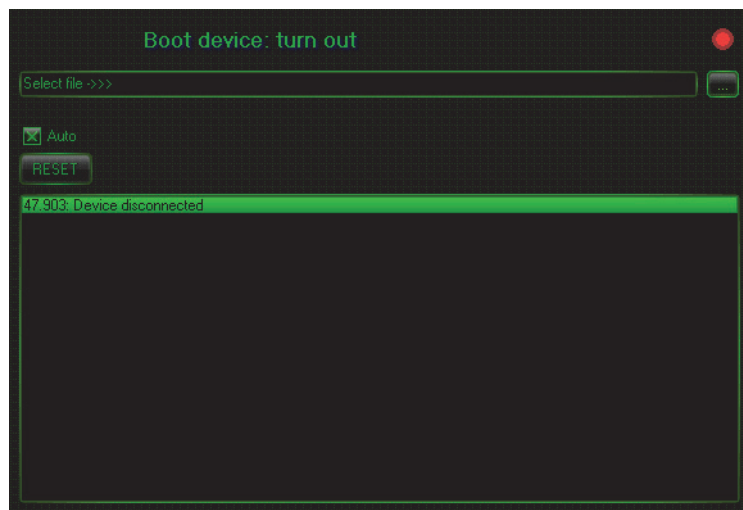 Boot device: turn out
Select file ->>>
...
Auto
RESET
47.903: Device disconnected